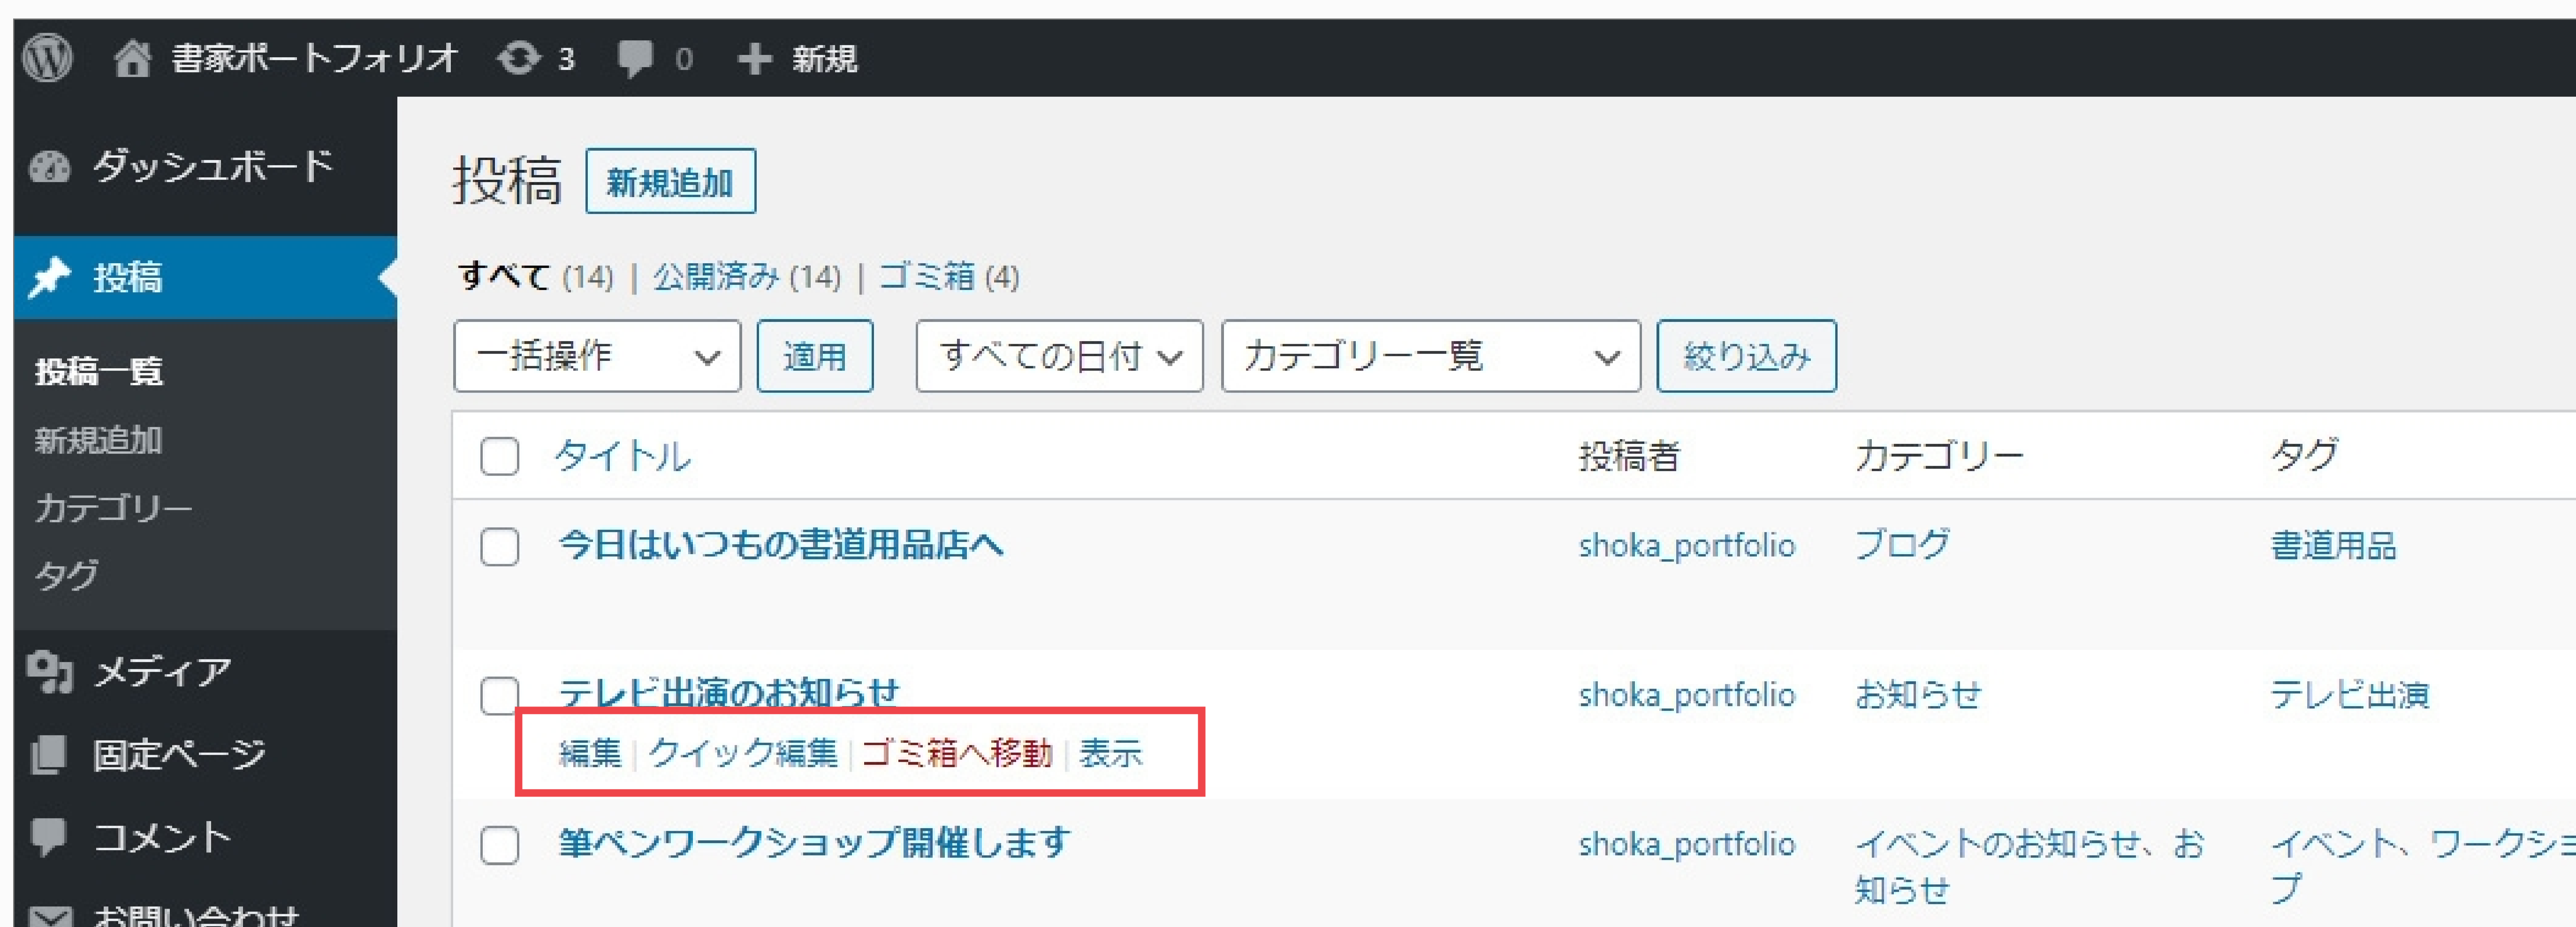 書家ポートフォリオ 3 0 新規
ダッシュボード
投稿
投稿一覧
新規追加
カテゴリー
タグ
メディア
固定ページ
コメント
お問い合わせ
投稿 新規追加
すべて (14) | 公開済み (14) | ゴミ箱 (4)
一括操作 適用 すべての日付 カテゴリー一覧 絞り込み
タイトル 投稿者 カテゴリー タグ
今日はいつもの書道用品店へ shoka_portfolio ブログ 書道用品
テレビ出演のお知らせ shoka_portfolio お知らせ テレビ出演
編集 | クイック編集 | ゴミ箱へ移動 | 表示
筆ペンワークショップ開催します shoka_portfolio イベントのお知らせ、お イベント、ワークショ
知らせ プ